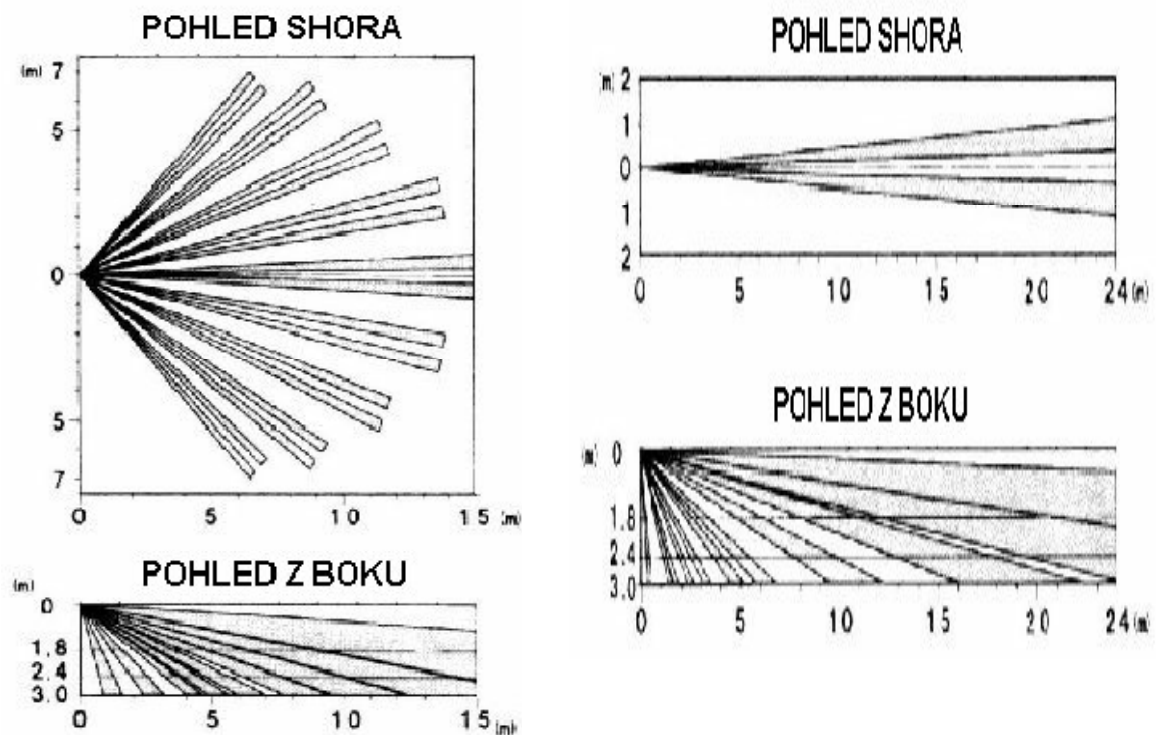 POHLED SHORA
(m) 7
5
0
5
7
0 5 10 15 (m)
POHLED Z BOKU
(m)
0
1.8
2.4
3.0
0 5 10 15 (m)
POHLED SHORA
(m) 2
1
0
1
2
0 5 10 15 20 24 (m)
POHLED Z BOKU
(m) 0
1.8
2.4
3.0
0 5 10 15 20 24 (m)